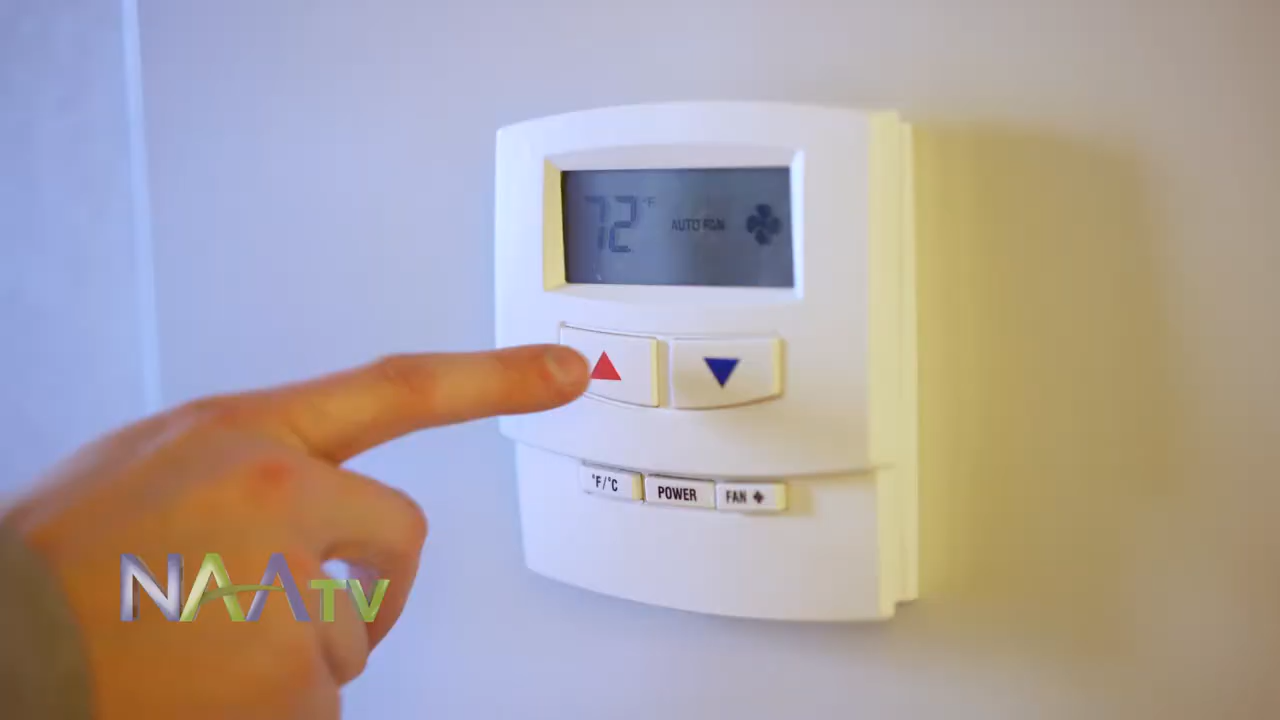 72 °F
AUTO FAN
°F/°C
POWER
FAN
NAATV